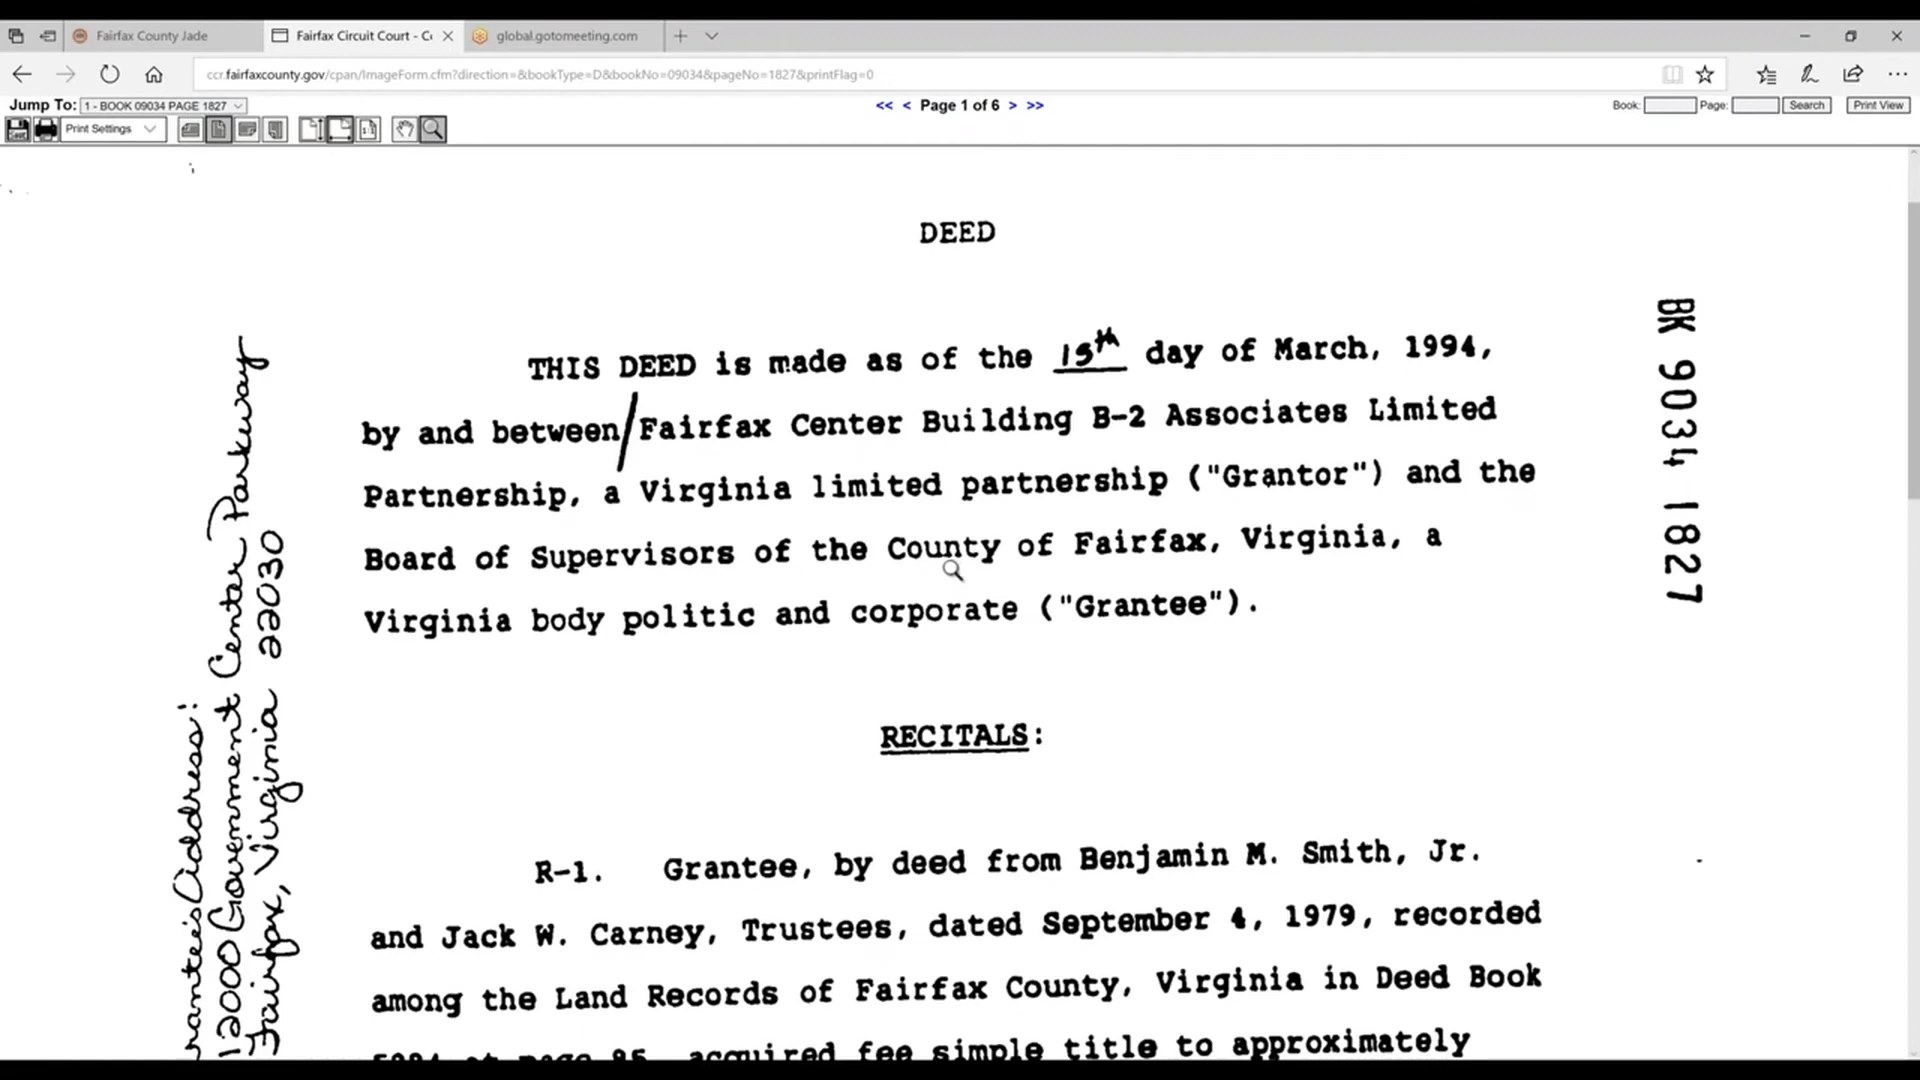 Fairfax County Jade
Fairfax Circuit Court - Co
global.gotomeeting.com
ccr.fairfaxcounty.gov/cpan/ImageForm.cfm?direction=&bookType=D&bookNo=09034&pageNo=1827&printFlag=0
Jump To: 1 - BOOK 09034 PAGE 1827
<< < Page 1 of 6 > >>
Book: Page: Search Print View
Print Settings
DEED
THIS DEED is made as of the 15th day of March, 1994,
by and between/Fairfax Center Building B-2 Associates Limited
Partnership, a Virginia limited partnership ("Grantor") and the
Board of Supervisors of the County of Fairfax, Virginia, a
Virginia body politic and corporate ("Grantee").
RECITALS:
R-1. Grantee, by deed from Benjamin M. Smith, Jr.
and Jack W. Carney, Trustees, dated September 4, 1979, recorded
among the Land Records of Fairfax County, Virginia in Deed Book
at page acquired fee simple title to approximately
rantee's Address:
12000 Government Center Parkway
Fairfax, Virginia 22030
BK 9034 1827